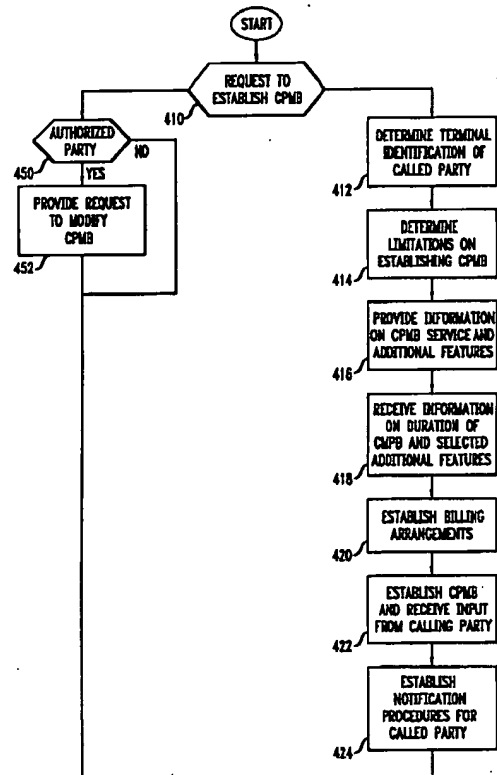 START
REQUEST TO
ESTABLISH CPMB
410
AUTHORIZED
PARTY
NO
450
YES
PROVIDE REQUEST
TO MODIFY
CPMB
452
DETERMINE TERMINAL
IDENTIFICATION OF
CALLED PARTY
412
DETERMINE
LIMITATIONS ON
ESTABLISHING CPMB
414
PROVIDE INFORMATION
ON CPMB SERVICE AND
ADDITIONAL FEATURES
416
RECEIVE INFORMATION
ON DURATION OF
CMPB AND SELECTED
ADDITIONAL FEATURES
418
ESTABLISH BILLING
ARRANGEMENTS
420
ESTABLISH CPMB
AND RECEIVE INPUT
FROM CALLING PARTY
422
ESTABLISH
NOTIFICATION
PROCEDURES FOR
CALLED PARTY
424